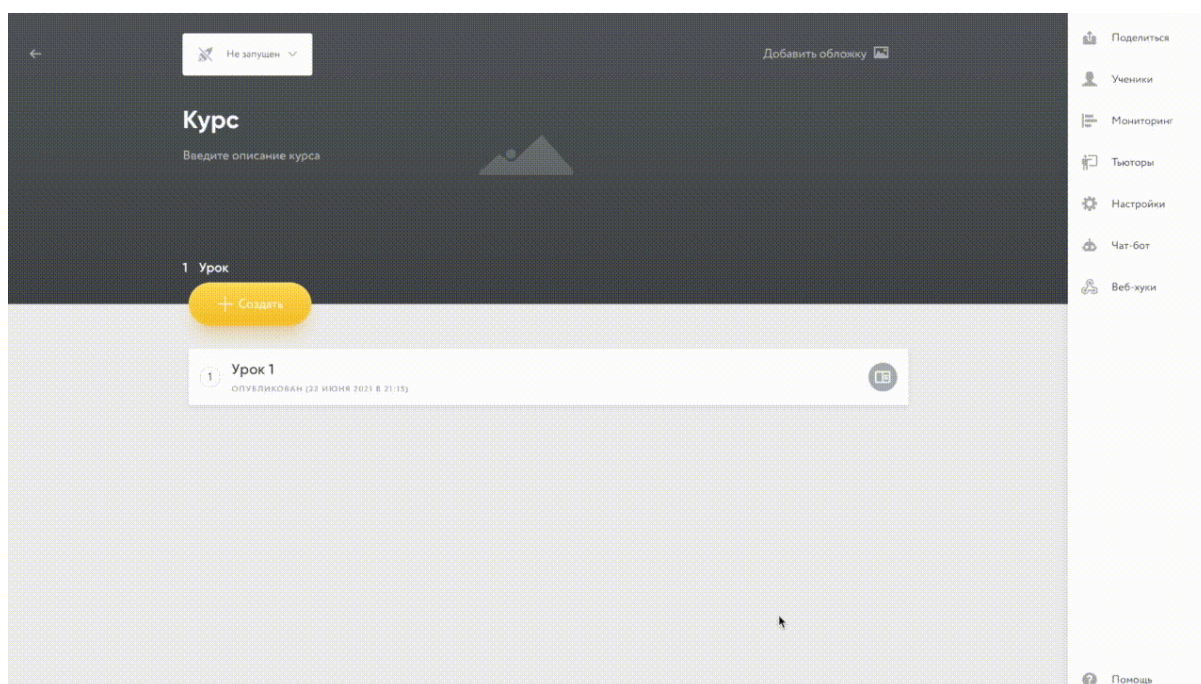 Не запущен
Добавить обложку
Курс
Введите описание курса
1 Урок
+ Создать
1 Урок 1
ОПУБЛИКОВАН (22 ИЮНЯ 2021 В 21:15)
Поделиться
Ученики
Мониторинг
Тьюторы
Настройки
Чат-бот
Веб-хуки
Помощь